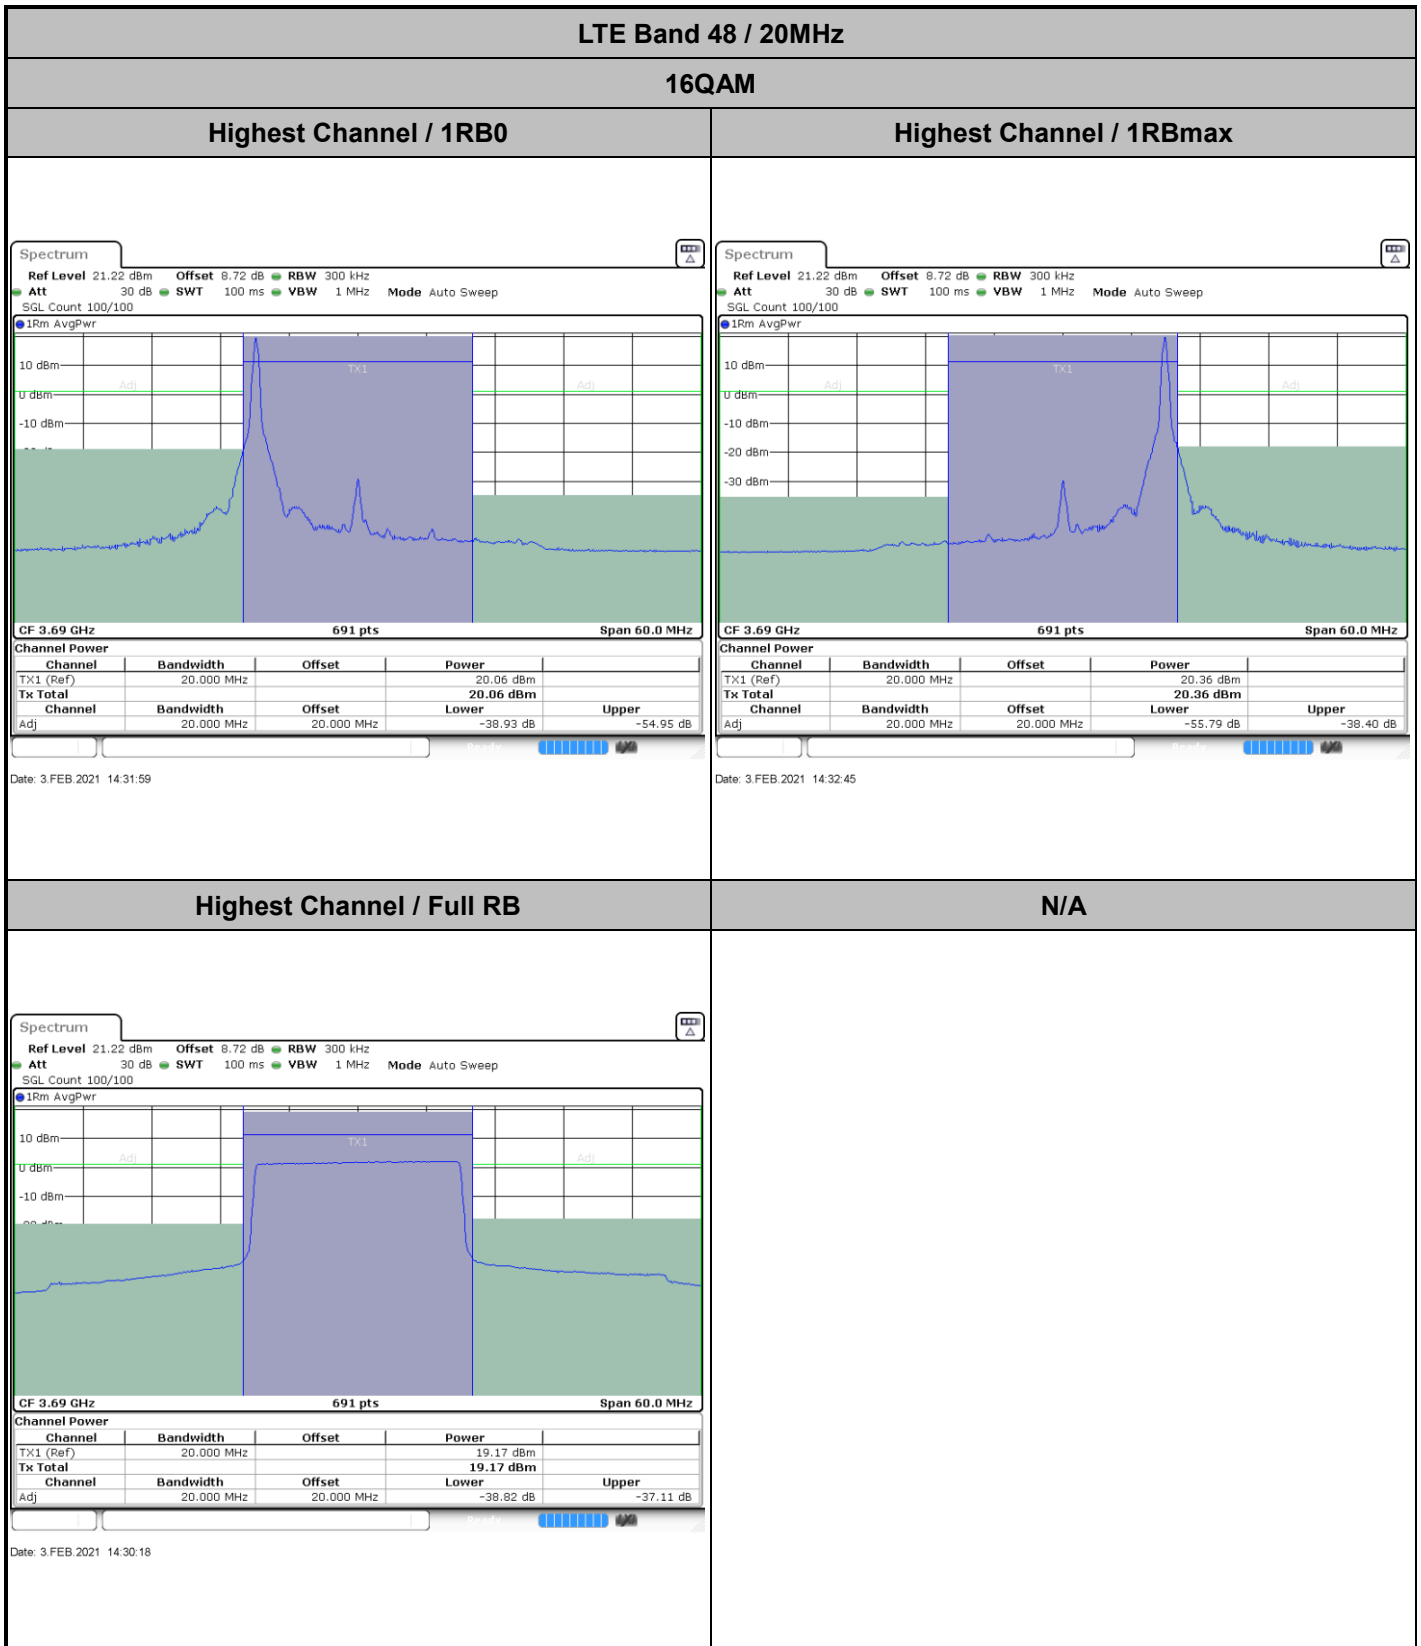 LTE Band 48 / 20MHz
16QAM
Highest Channel / 1RB0
Highest Channel / 1RBmax
Spectrum
Ref Level 21.22 dBm Offset 8.72 dB RBW 300 kHz
Att 30 dB SWT 100 ms VBW 1 MHz Mode Auto Sweep
SGL Count 100/100
1Rm AvgPwr
10 dBm
TX1
Adj
Adj
0 dBm
-10 dBm
CF 3.69 GHz 691 pts Span 60.0 MHz
Channel Power
Channel Bandwidth Offset Power
TX1 (Ref) 20.000 MHz 20.06 dBm
Tx Total 20.06 dBm
Channel Bandwidth Offset Lower Upper
Adj 20.000 MHz 20.000 MHz -38.93 dB -54.95 dB
Ready
Date: 3.FEB.2021 14:31:59
Spectrum
Ref Level 21.22 dBm Offset 8.72 dB RBW 300 kHz
Att 30 dB SWT 100 ms VBW 1 MHz Mode Auto Sweep
SGL Count 100/100
1Rm AvgPwr
10 dBm
TX1
Adj
Adj
0 dBm
-10 dBm
-20 dBm
-30 dBm
CF 3.69 GHz 691 pts Span 60.0 MHz
Channel Power
Channel Bandwidth Offset Power
TX1 (Ref) 20.000 MHz 20.36 dBm
Tx Total 20.36 dBm
Channel Bandwidth Offset Lower Upper
Adj 20.000 MHz 20.000 MHz -55.79 dB -38.40 dB
Ready
Date: 3.FEB.2021 14:32:45
Highest Channel / Full RB
N/A
Spectrum
Ref Level 21.22 dBm Offset 8.72 dB RBW 300 kHz
Att 30 dB SWT 100 ms VBW 1 MHz Mode Auto Sweep
SGL Count 100/100
1Rm AvgPwr
10 dBm
TX1
Adj
Adj
0 dBm
-10 dBm
CF 3.69 GHz 691 pts Span 60.0 MHz
Channel Power
Channel Bandwidth Offset Power
TX1 (Ref) 20.000 MHz 19.17 dBm
Tx Total 19.17 dBm
Channel Bandwidth Offset Lower Upper
Adj 20.000 MHz 20.000 MHz -38.82 dB -37.11 dB
Ready
Date: 3.FEB.2021 14:30:18